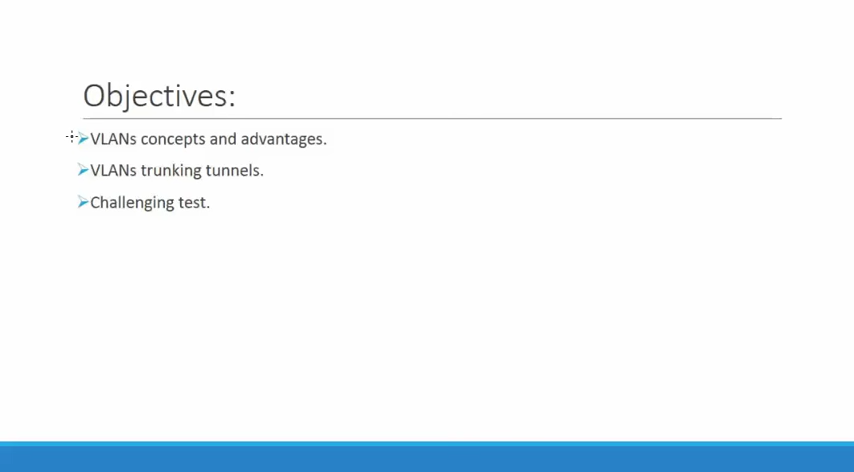 Objectives:
VLANs concepts and advantages.
VLANs trunking tunnels.
Challenging test.